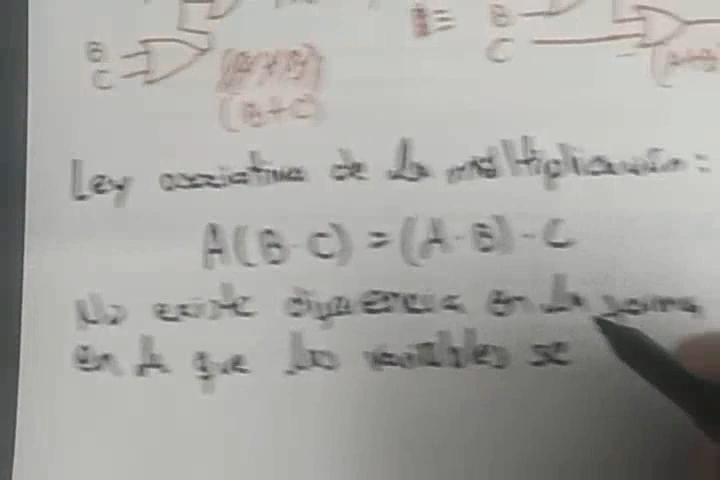 B
C
(A+B)
(B+C)
B
C
Ley asociativa de la multiplicación:
A(B·C)=(A·B)·C
No existe diferencia en la forma
en la que las variables se